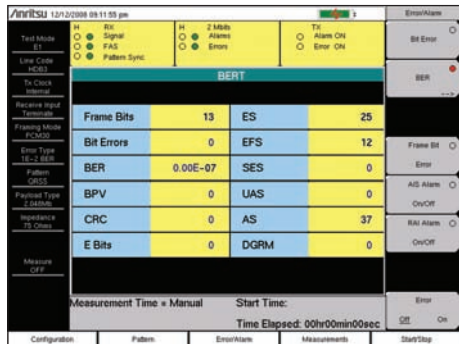 Anritsu 12/12/2008 09:11:55 pm
Error/Alarm
Test Mode
E1
Line Code
HDB3
Tx Clock
Internal
Receive Input
Terminate
Framing Mode
PCM30
Error Type
1E-2 BER
Pattern
QRSS
Payload Type
2.048Mb
Impedance
75 Ohms
Measure
OFF
H RX
Signal
FAS
Pattern Sync
H 2 Mb/s
Alarms
Errors
TX
Alarm ON
Error ON
BERT
Frame Bits 13 ES 25
Bit Errors 0 EFS 12
BER 0.00E-07 SES 0
BPV 0 UAS 0
CRC 0 AS 37
E Bits 0 DGRM 0
Measurement Time = Manual Start Time:
Time Elapsed: 00hr00min00sec
Bit Error
BER
-->
Frame Bit
Error
AIS Alarm
On/Off
RAI Alarm
On/Off
Error
Off On
Configuration Pattern Error/Alarm Measurements Start/Stop